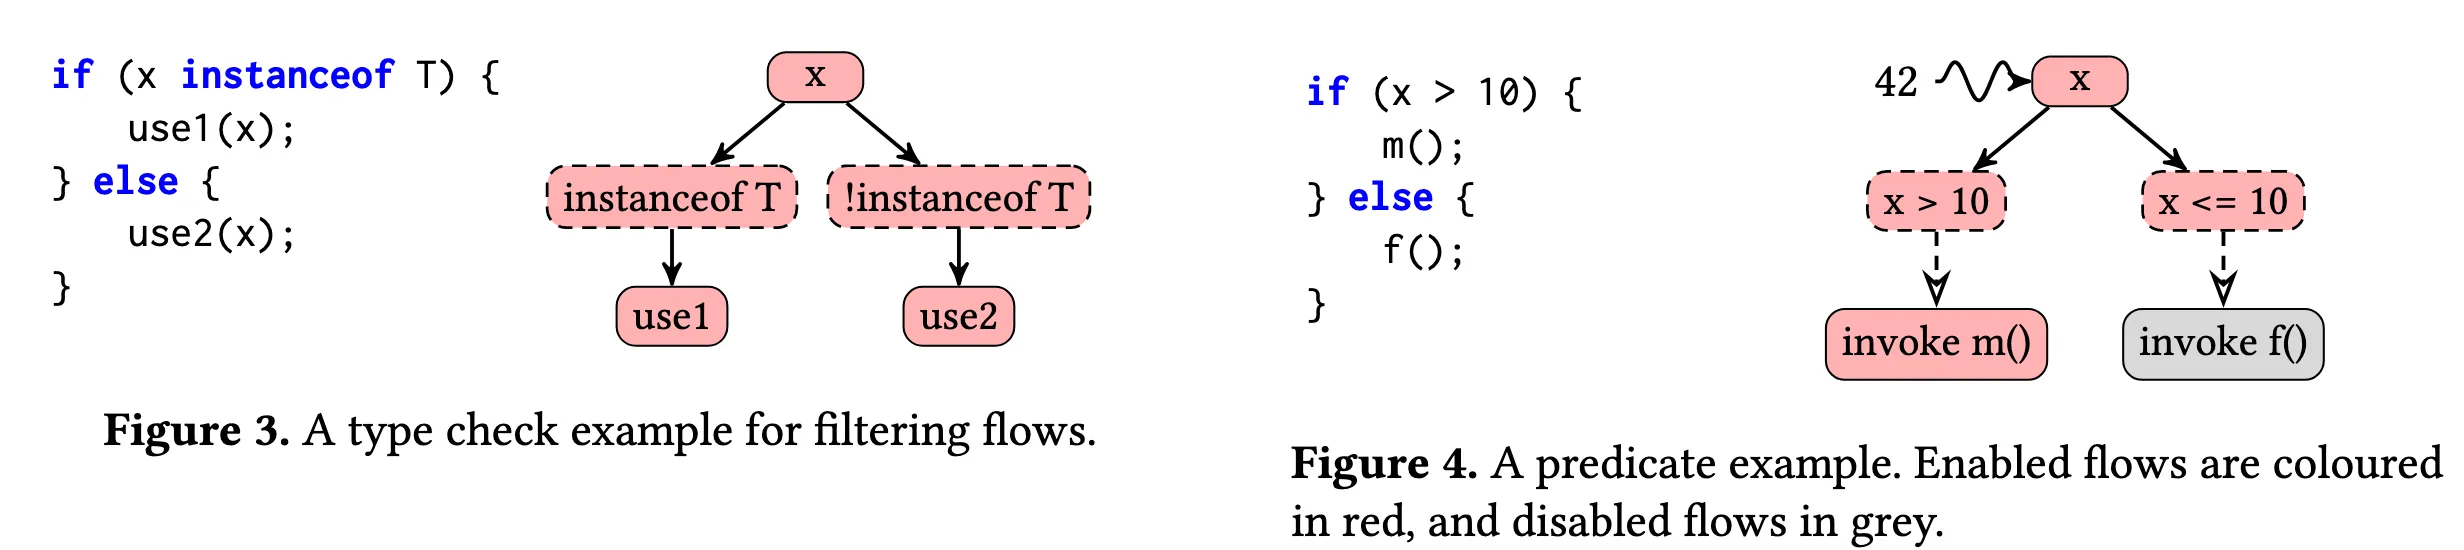 if (x instanceof T) {
use1(x);
} else {
use2(x);
}
x
instanceof T
!instanceof T
use1
use2
Figure 3. A type check example for filtering flows.
if (x > 10) {
m();
} else {
f();
}
42
x
x > 10
x <= 10
invoke m()
invoke f()
Figure 4. A predicate example. Enabled flows are coloured
in red, and disabled flows in grey.